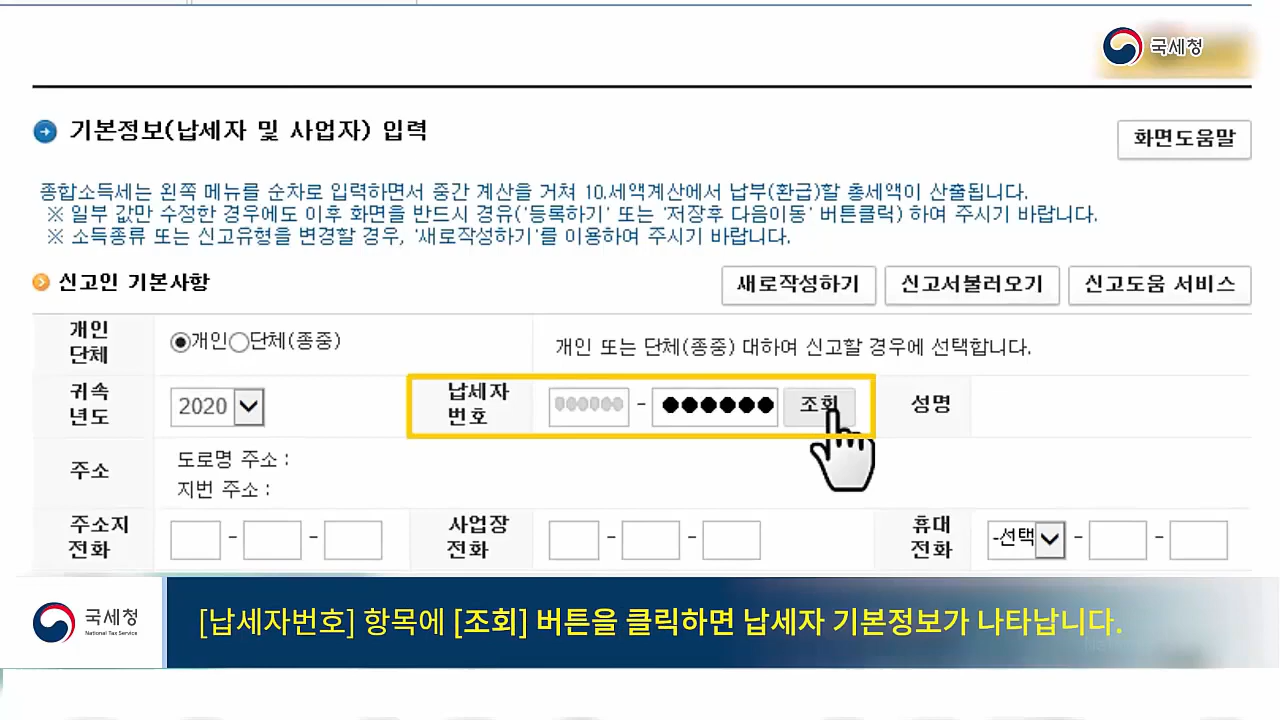 국세청
기본정보(납세자 및 사업자) 입력
화면도움말
종합소득세는 왼쪽 메뉴를 순차로 입력하면서 중간 계산을 거쳐 10.세액계산에서 납부(환급)할 총세액이 산출됩니다.
※ 일부 값만 수정한 경우에도 이후 화면을 반드시 경유('등록하기' 또는 '저장후 다음이동' 버튼클릭) 하여 주시기 바랍니다.
※ 소득종류 또는 신고유형을 변경할 경우, '새로작성하기'를 이용하여 주시기 바랍니다.
신고인 기본사항
새로작성하기 신고서불러오기 신고도움 서비스
개인
단체
개인 단체(종중)
개인 또는 단체(종중) 대하여 신고할 경우에 선택합니다.
귀속
년도
2020
납세자
번호
- 조회
성명
주소
도로명 주소 :
지번 주소 :
주소지
전화
- -
사업장
전화
- -
휴대
전화
-선택 - -
국세청
National Tax Service
[납세자번호] 항목에 [조회] 버튼을 클릭하면 납세자 기본정보가 나타납니다.